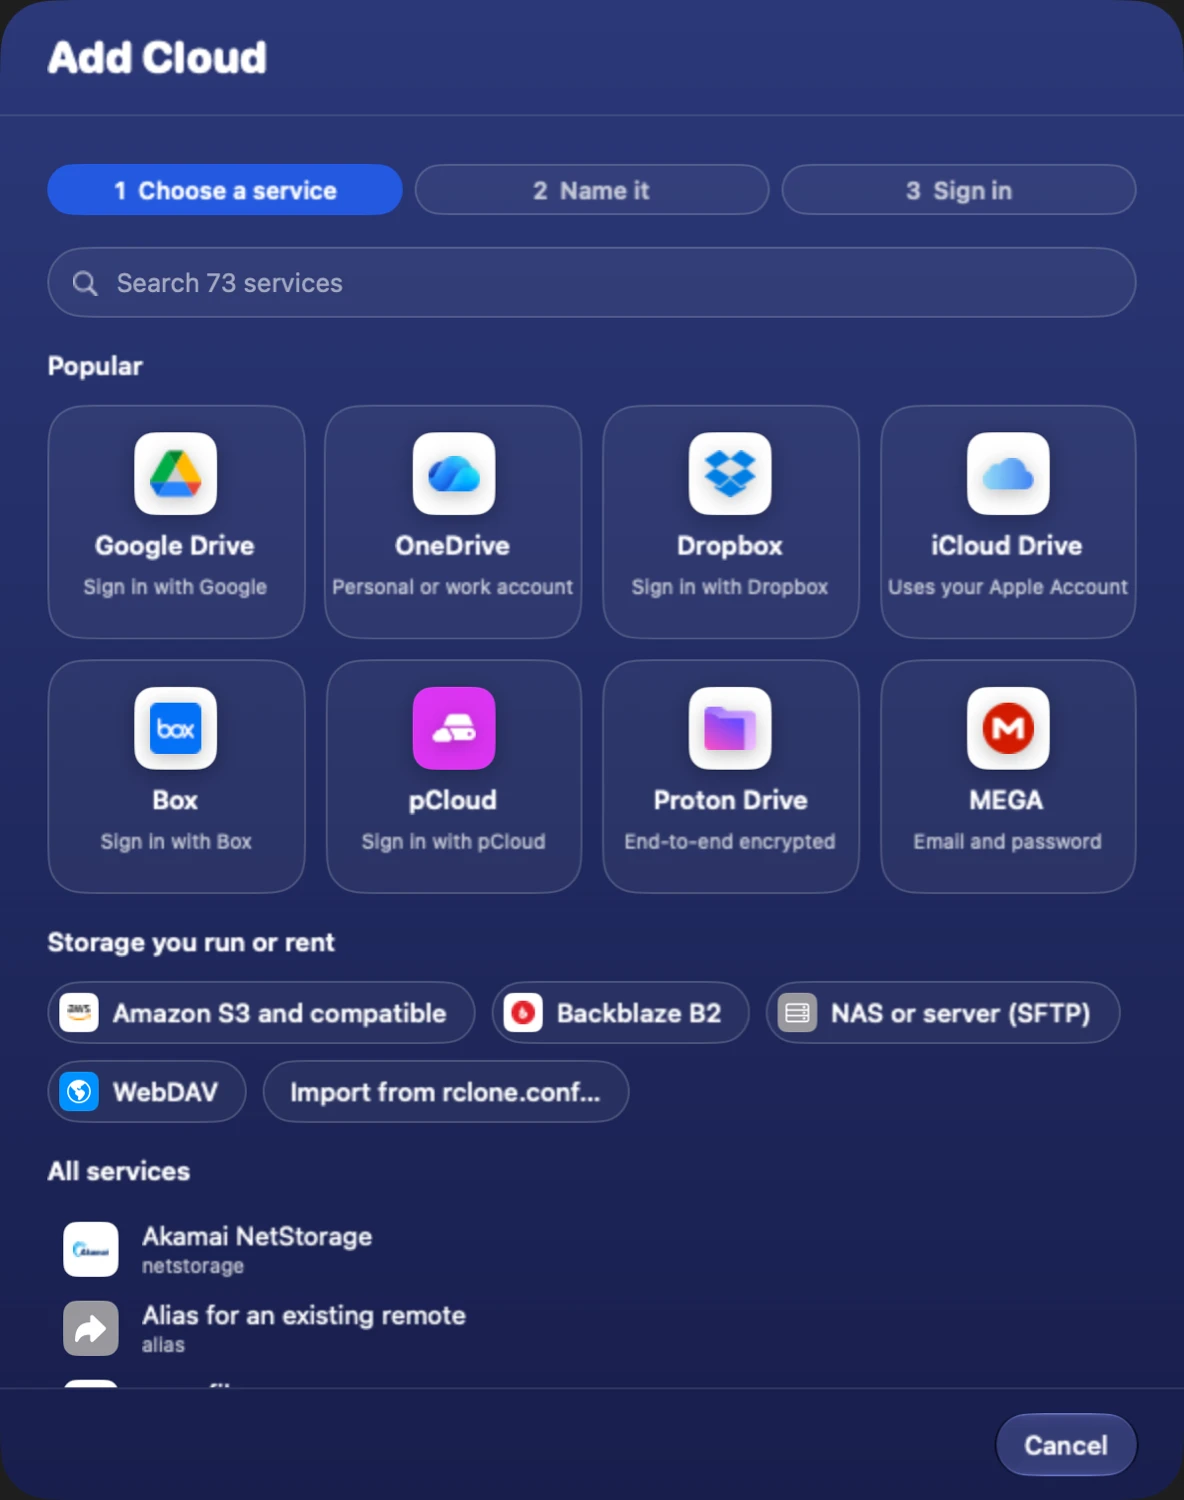 Add Cloud
1 Choose a service
2 Name it
3 Sign in
Search 73 services
Popular
Google Drive
Sign in with Google
OneDrive
Personal or work account
Dropbox
Sign in with Dropbox
iCloud Drive
Uses your Apple Account
box
Box
Sign in with Box
pCloud
Sign in with pCloud
Proton Drive
End-to-end encrypted
M
MEGA
Email and password
Storage you run or rent
aws
Amazon S3 and compatible
Backblaze B2
NAS or server (SFTP)
WebDAV
Import from rclone.conf...
All services
Akamai
Akamai NetStorage
netstorage
Alias for an existing remote
alias
Cancel